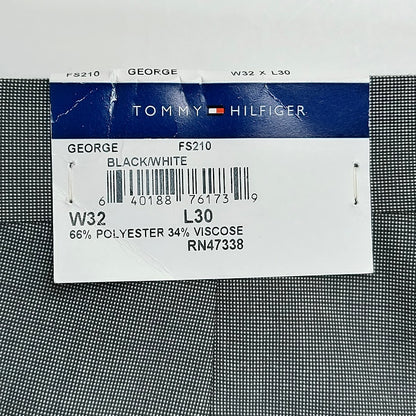 FS210 GEORGE W32 X L30
TOMMY HILFIGER
GEORGE FS210
BLACK/WHITE
6 40188 76173 9
W32 L30
66% POLYESTER 34% VISCOSE
RN47338